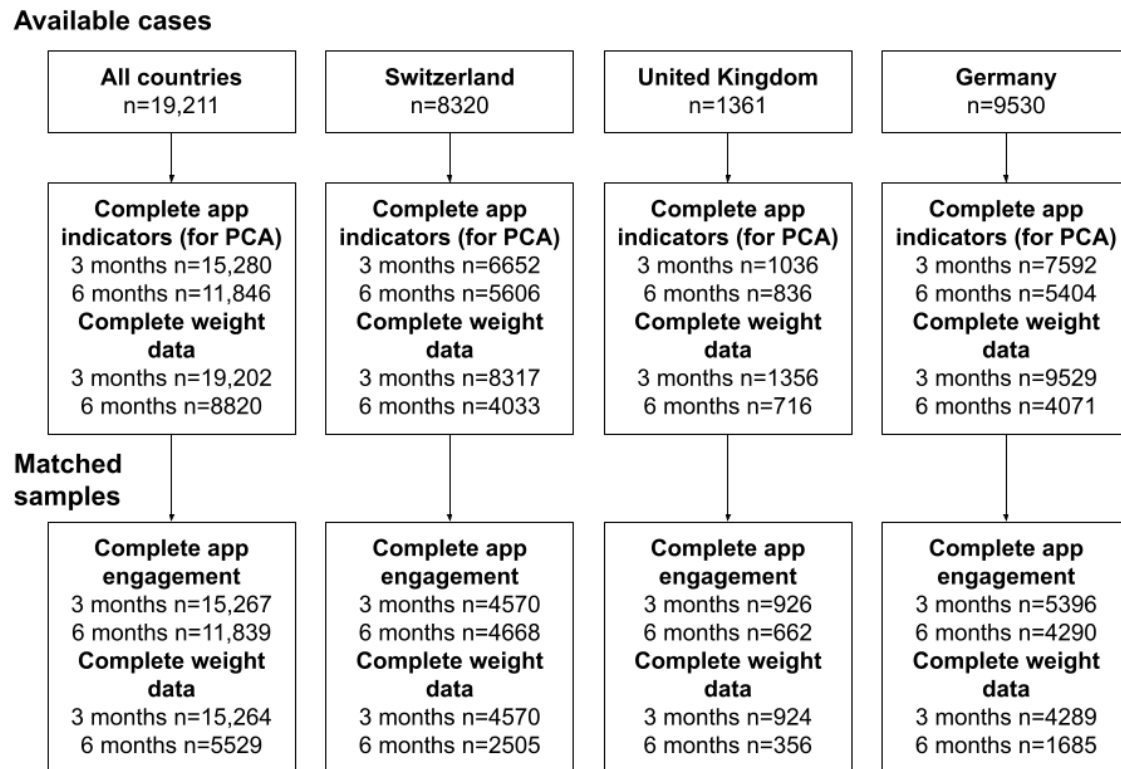 Available cases
All countries
n=19,211
Switzerland
n=8320
United Kingdom
n=1361
Germany
n=9530
Complete app
indicators (for PCA)
3 months n=15,280
6 months n=11,846
Complete weight
data
3 months n=19,202
6 months n=8820
Complete app
indicators (for PCA)
3 months n=6652
6 months n=5606
Complete weight
data
3 months n=8317
6 months n=4033
Complete app
indicators (for PCA)
3 months n=1036
6 months n=836
Complete weight
data
3 months n=1356
6 months n=716
Complete app
indicators (for PCA)
3 months n=7592
6 months n=5404
Complete weight
data
3 months n=9529
6 months n=4071
Matched
samples
Complete app
engagement
3 months n=15,267
6 months n=11,839
Complete weight
data
3 months n=15,264
6 months n=5529
Complete app
engagement
3 months n=4570
6 months n=4668
Complete weight
data
3 months n=4570
6 months n=2505
Complete app
engagement
3 months n=926
6 months n=662
Complete weight
data
3 months n=924
6 months n=356
Complete app
engagement
3 months n=5396
6 months n=4290
Complete weight
data
3 months n=4289
6 months n=1685